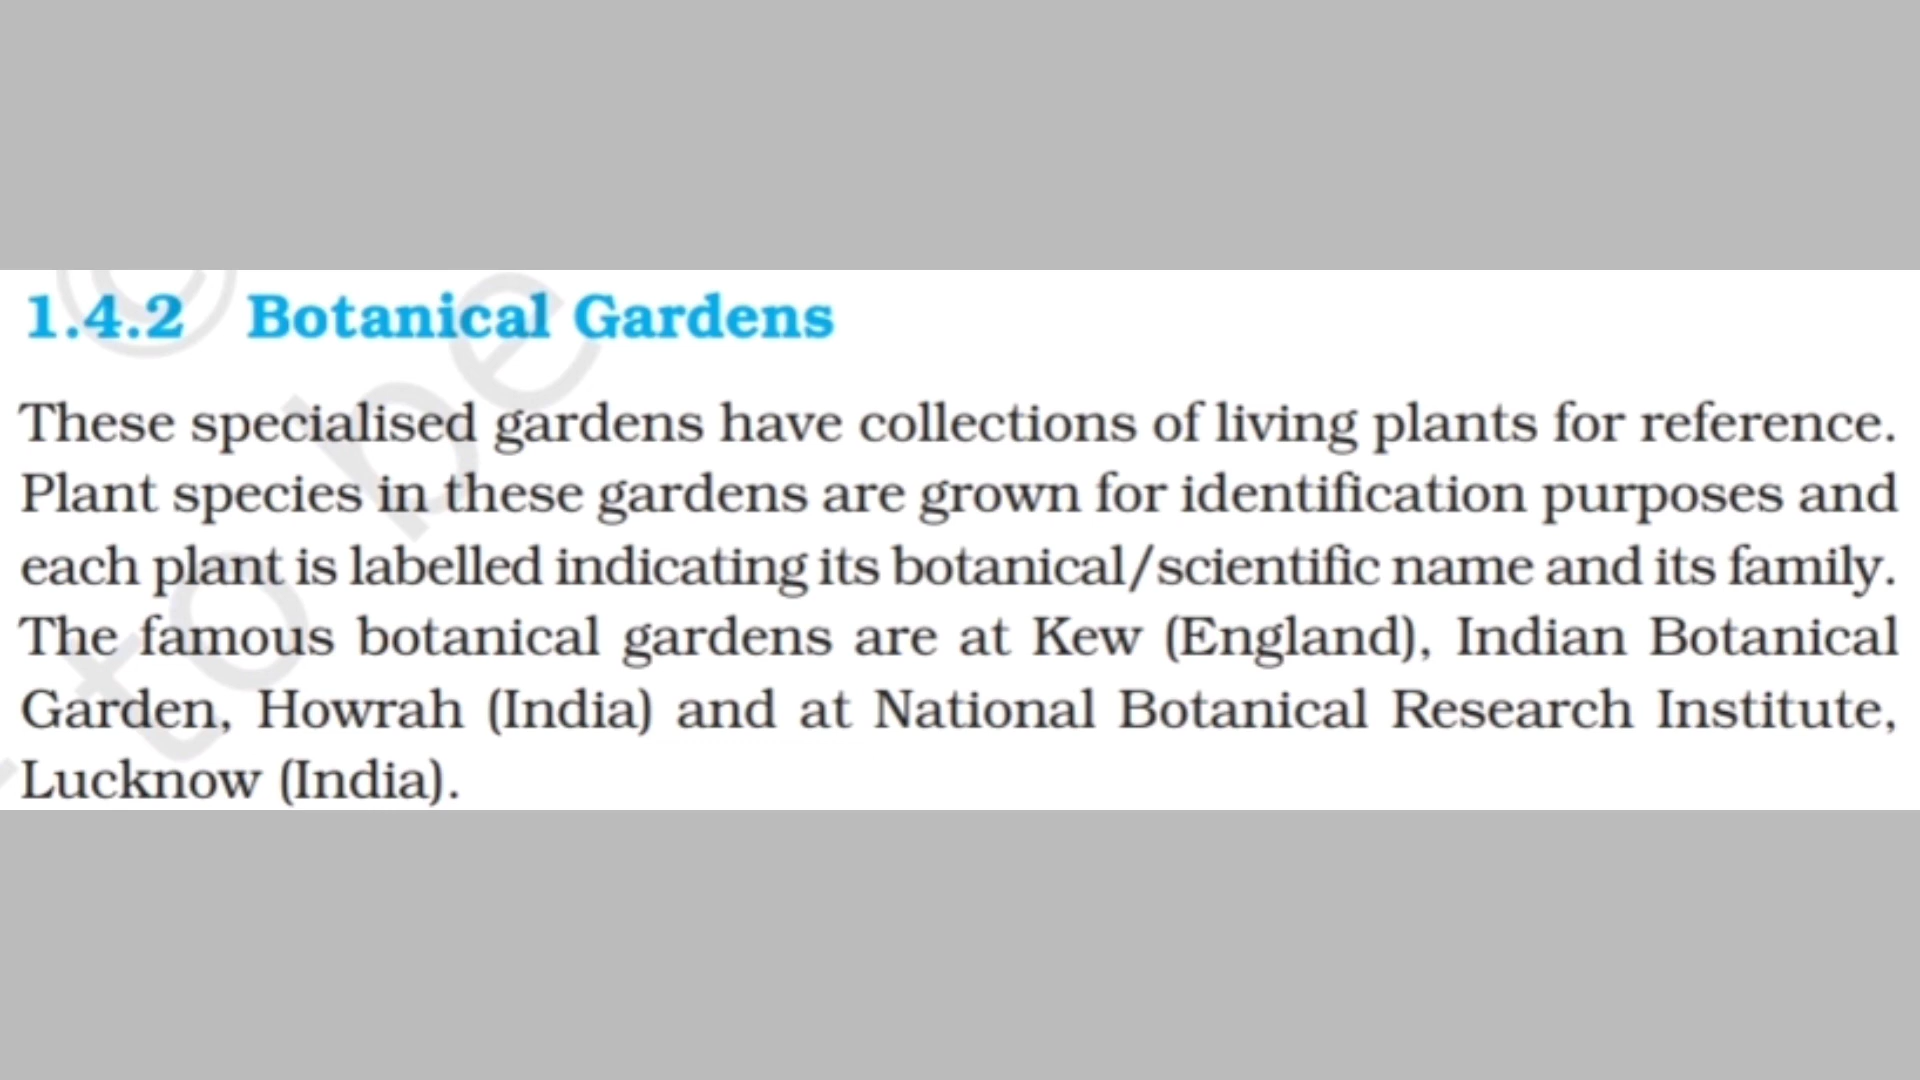 1.4.2 Botanical Gardens
These specialised gardens have collections of living plants for reference.
Plant species in these gardens are grown for identification purposes and
each plant is labelled indicating its botanical/scientific name and its family.
The famous botanical gardens are at Kew (England), Indian Botanical
Garden, Howrah (India) and at National Botanical Research Institute,
Lucknow (India).
©
to be